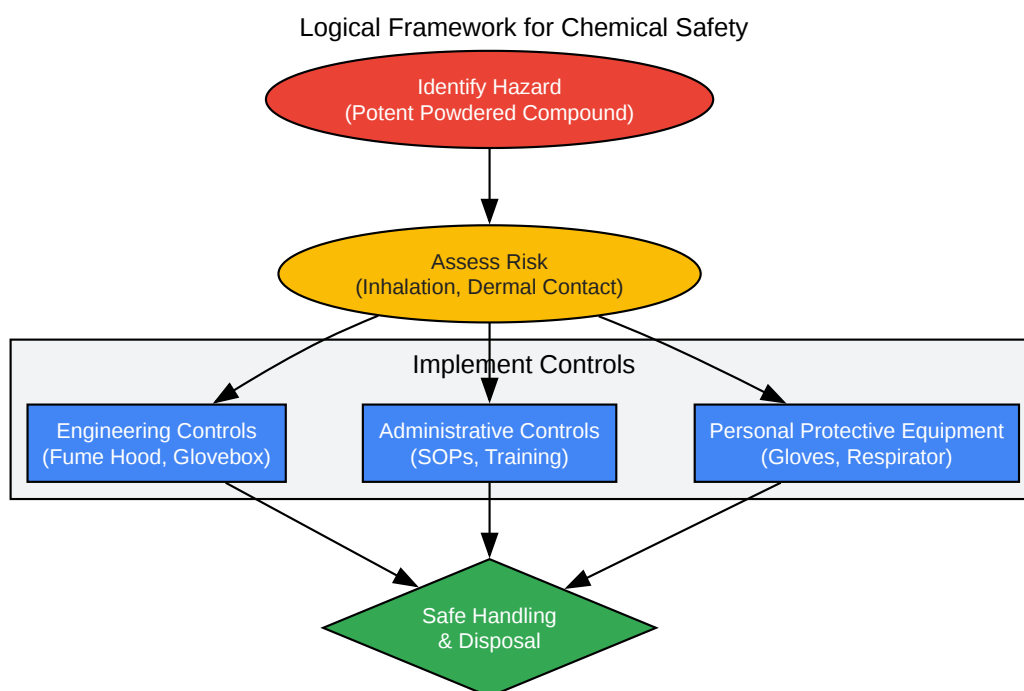 Logical Framework for Chemical Safety
Identify Hazard
(Potent Powdered Compound)
Assess Risk
(Inhalation, Dermal Contact)
Implement Controls
Engineering Controls
(Fume Hood, Glovebox)
Administrative Controls
(SOPs, Training)
Personal Protective Equipment
(Gloves, Respirator)
Safe Handling
& Disposal